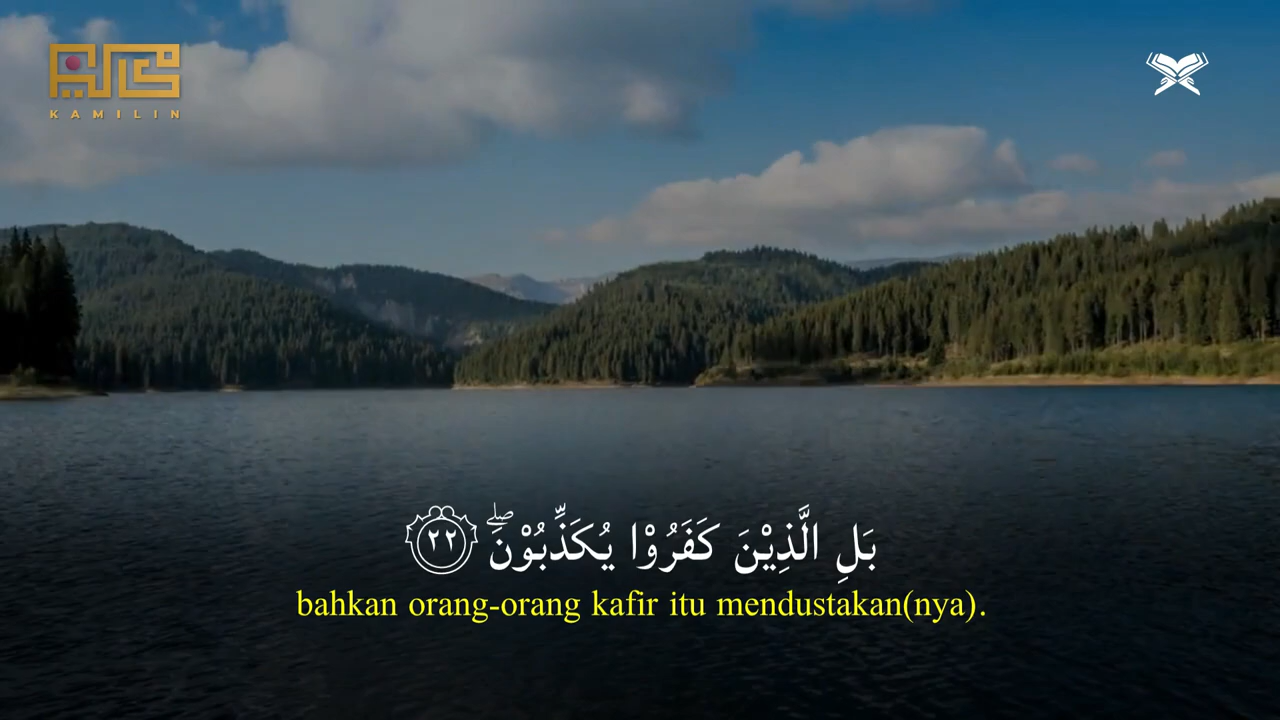 KAMILIN
بَلِ الَّذِيْنَ كَفَرُوْا يُكَذِّبُوْنَۖ ٢٢
bahkan orang-orang kafir itu mendustakan(nya).